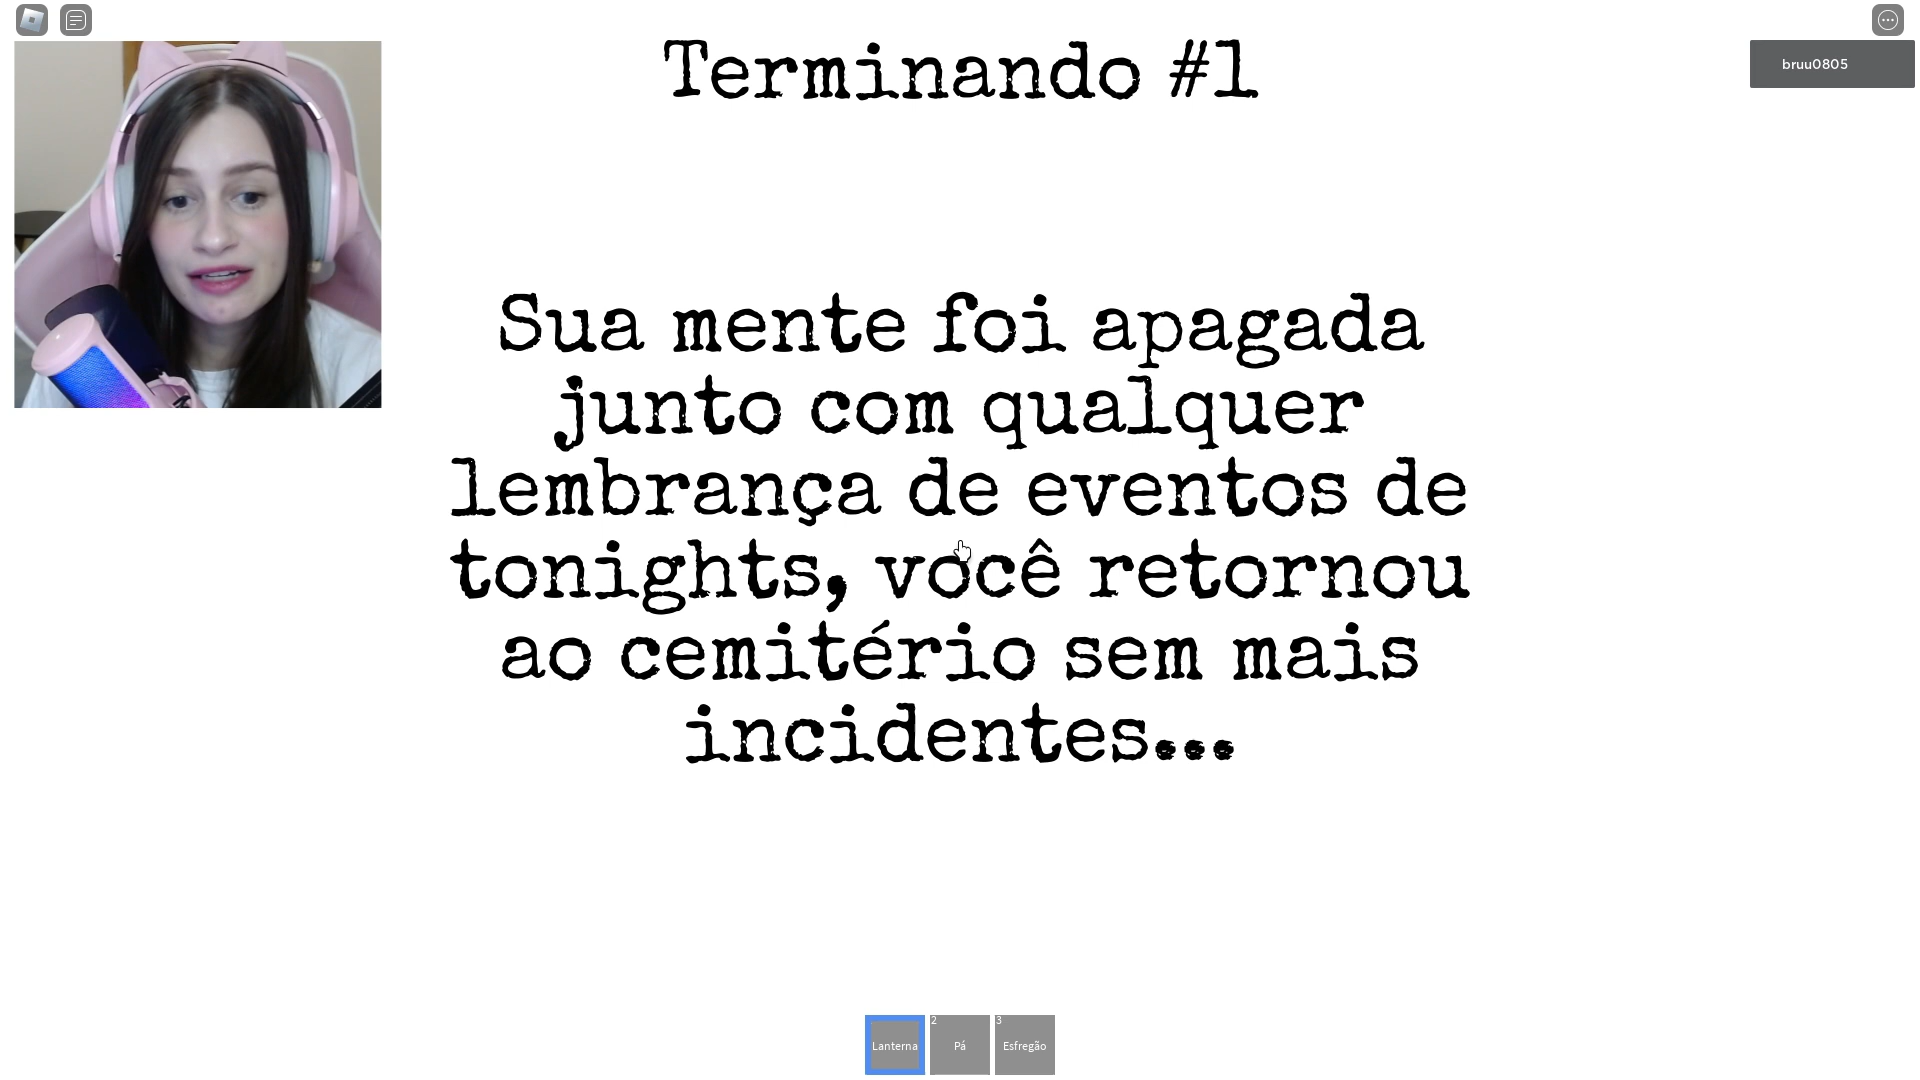 bruu0805
Terminando #1
Sua mente foi apagada
junto com qualquer
lembrança de eventos de
tonights, você retornou
ao cemitério sem mais
incidentes...
Lanterna
2
Pá
3
Esfregão